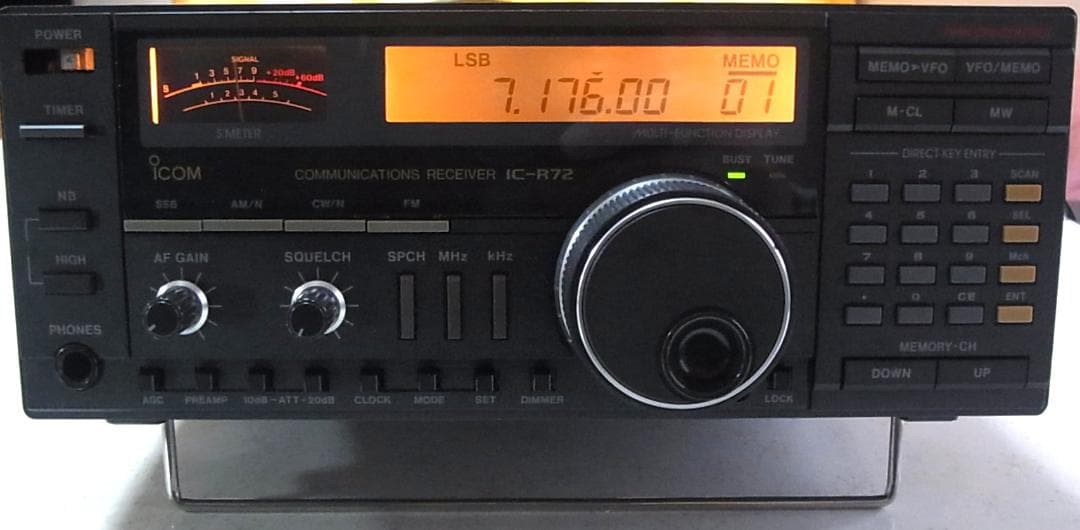 POWER
SIGNAL
1 3 5 7 9 +20dB +60dB
S
1 2 3 4 5
LSB
MEMO
7.176.00
01
MEMO▸VFO VFO/MEMO
TIMER
S METER
MULTI-FUNCTION DISPLAY
M-CL MW
ICOM
COMMUNICATIONS RECEIVER IC-R72
BUSY TUNE
DIRECT KEY ENTRY
1 2 3 SCAN
NB
SSB AM/N CW/N FM
4 5 6 SEL
HIGH
AF GAIN SQUELCH SPCH MHz kHz
7 8 9 Mch
. 0 CE ENT
PHONES
MEMORY-CH
DOWN UP
AGC PREAMP 10dB-ATT-20dB CLOCK MODE SET DIMMER LOCK